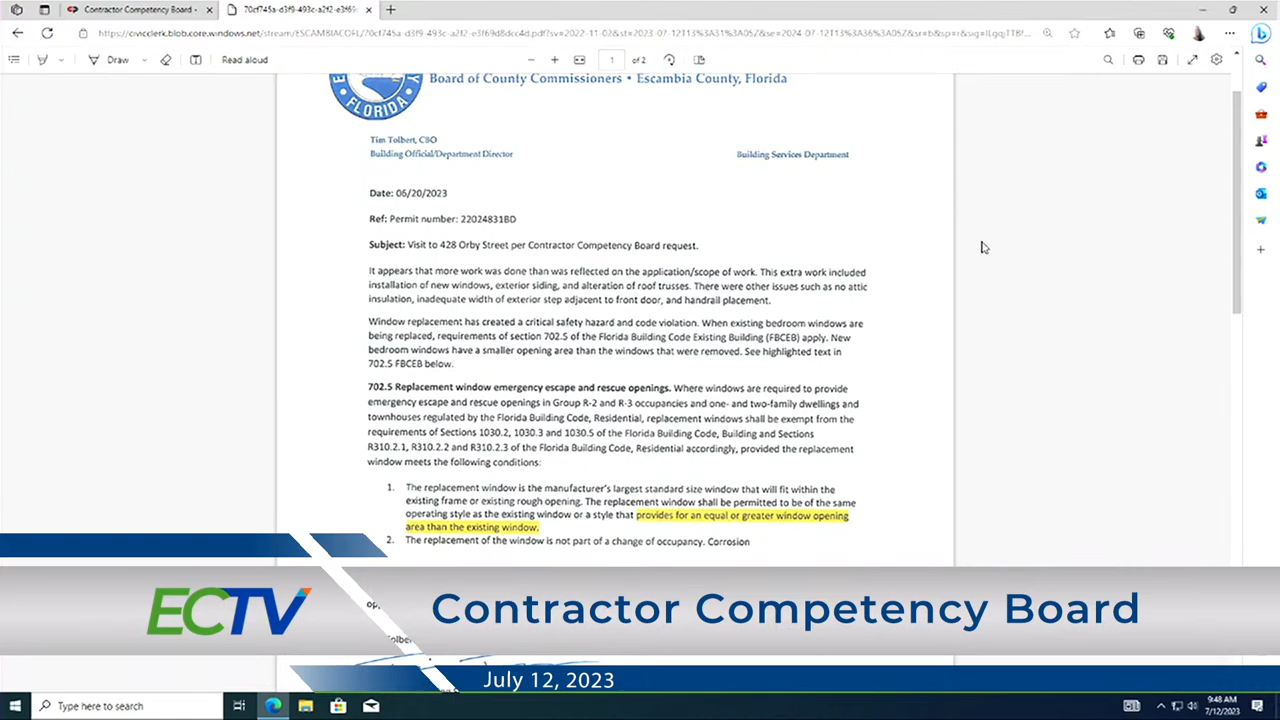 Contractor Competency Board -
70cf745a-d3f9-493c-a2f2-e3f69
Draw
Read aloud
1 of 2
Board of County Commissioners • Escambia County, Florida
FLORIDA
Tim Tolbert, CBO
Building Official/Department Director
Building Services Department
Date: 06/20/2023
Ref: Permit number: 22024831BD
Subject: Visit to 428 Orby Street per Contractor Competency Board request.
It appears that more work was done than was reflected on the application/scope of work. This extra work included
installation of new windows, exterior siding, and alteration of roof trusses. There were other issues such as no attic
insulation, inadequate width of exterior step adjacent to front door, and handrail placement.
Window replacement has created a critical safety hazard and code violation. When existing bedroom windows are
being replaced, requirements of section 702.5 of the Florida Building Code Existing Building (FBCEB) apply. New
bedroom windows have a smaller opening area than the windows that were removed. See highlighted text in
702.5 FBCEB below.
702.5 Replacement window emergency escape and rescue openings. Where windows are required to provide
emergency escape and rescue openings in Group R-2 and R-3 occupancies and one- and two-family dwellings and
townhouses regulated by the Florida Building Code, Residential, replacement windows shall be exempt from the
requirements of Sections 1030.2, 1030.3 and 1030.5 of the Florida Building Code, Building and Sections
R310.2.1, R310.2.2 and R310.2.3 of the Florida Building Code, Residential accordingly, provided the replacement
window meets the following conditions:
1. The replacement window is the manufacturer's largest standard size window that will fit within the
existing frame or existing rough opening. The replacement window shall be permitted to be of the same
operating style as the existing window or a style that provides for an equal or greater window opening
area than the existing window.
2. The replacement of the window is not part of a change of occupancy. Corrosion
ECTV
Contractor Competency Board
July 12, 2023
Type here to search
9:48 AM
7/12/2023